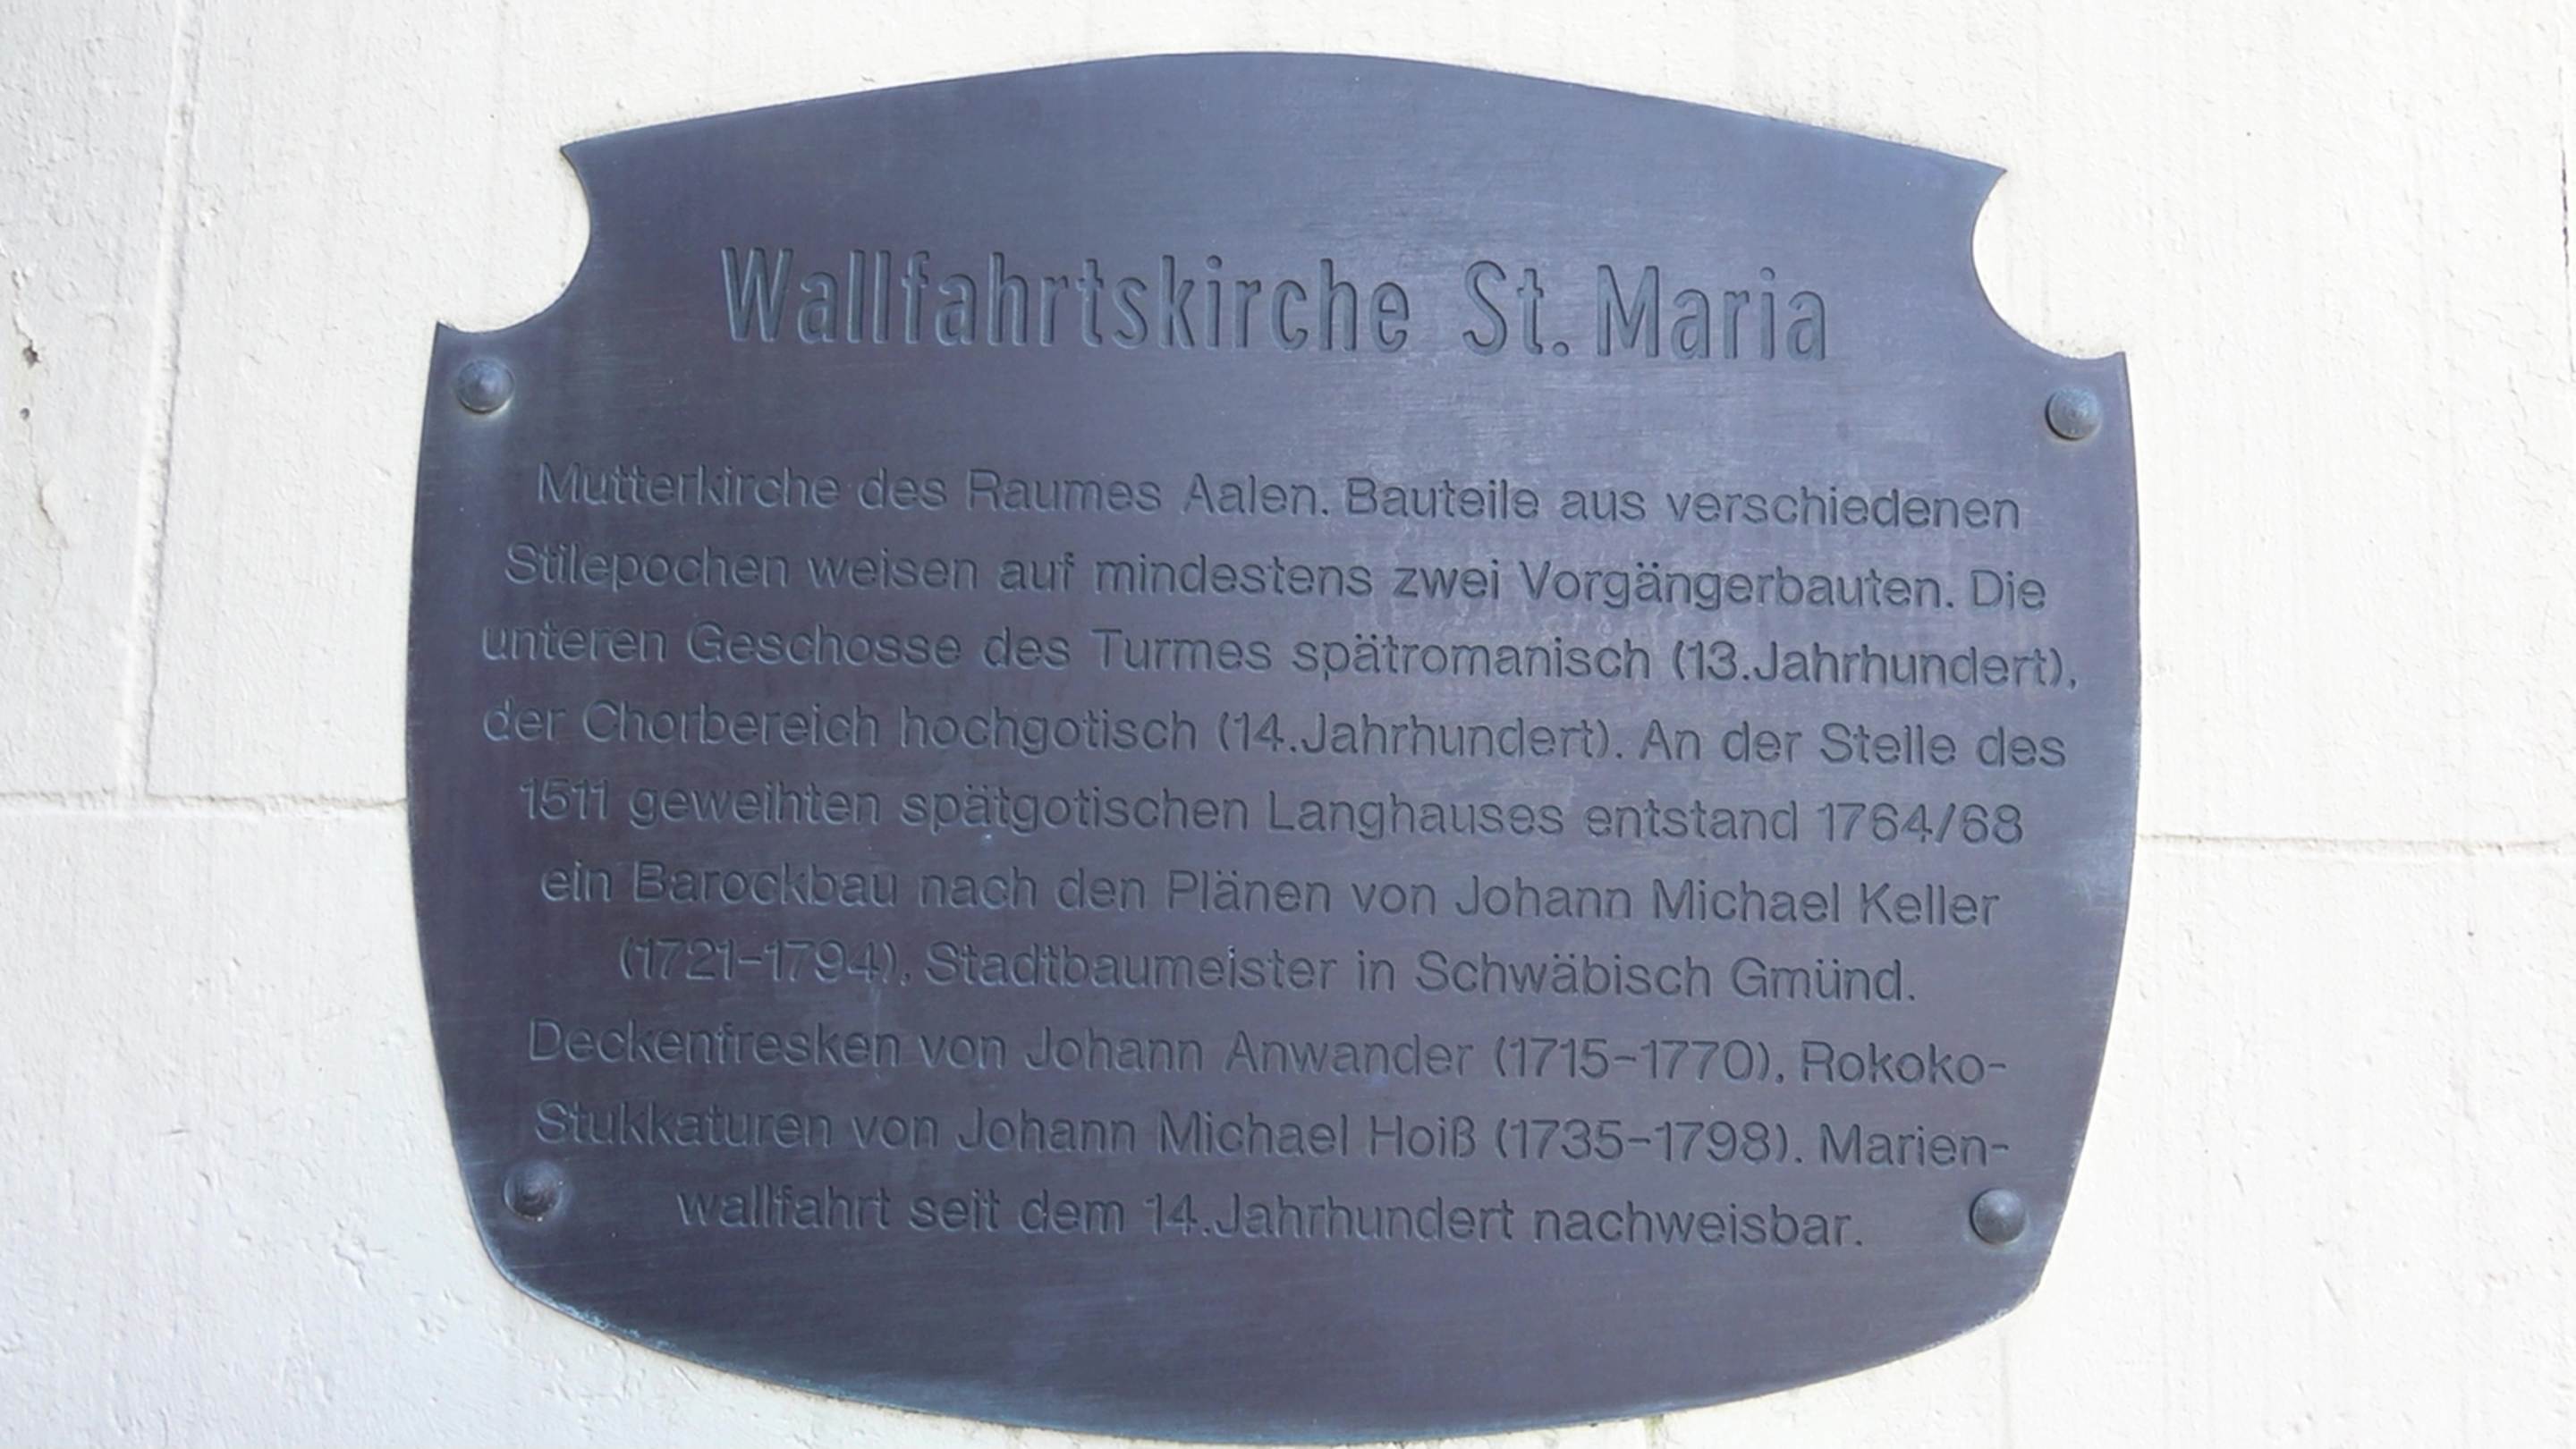 Wallfahrtskirche St. Maria
Mutterkirche des Raumes Aalen. Bauteile aus verschiedenen
Stilepochen weisen auf mindestens zwei Vorgängerbauten. Die
unteren Geschosse des Turmes spätromanisch (13.Jahrhundert),
der Chorbereich hochgotisch (14.Jahrhundert). An der Stelle des
1511 geweihten spätgotischen Langhauses entstand 1764/68
ein Barockbau nach den Plänen von Johann Michael Keller
(1721-1794), Stadtbaumeister in Schwäbisch Gmünd.
Deckenfresken von Johann Anwander (1715-1770), Rokoko-
Stukkaturen von Johann Michael Hoiß (1735-1798). Marien-
wallfahrt seit dem 14.Jahrhundert nachweisbar.